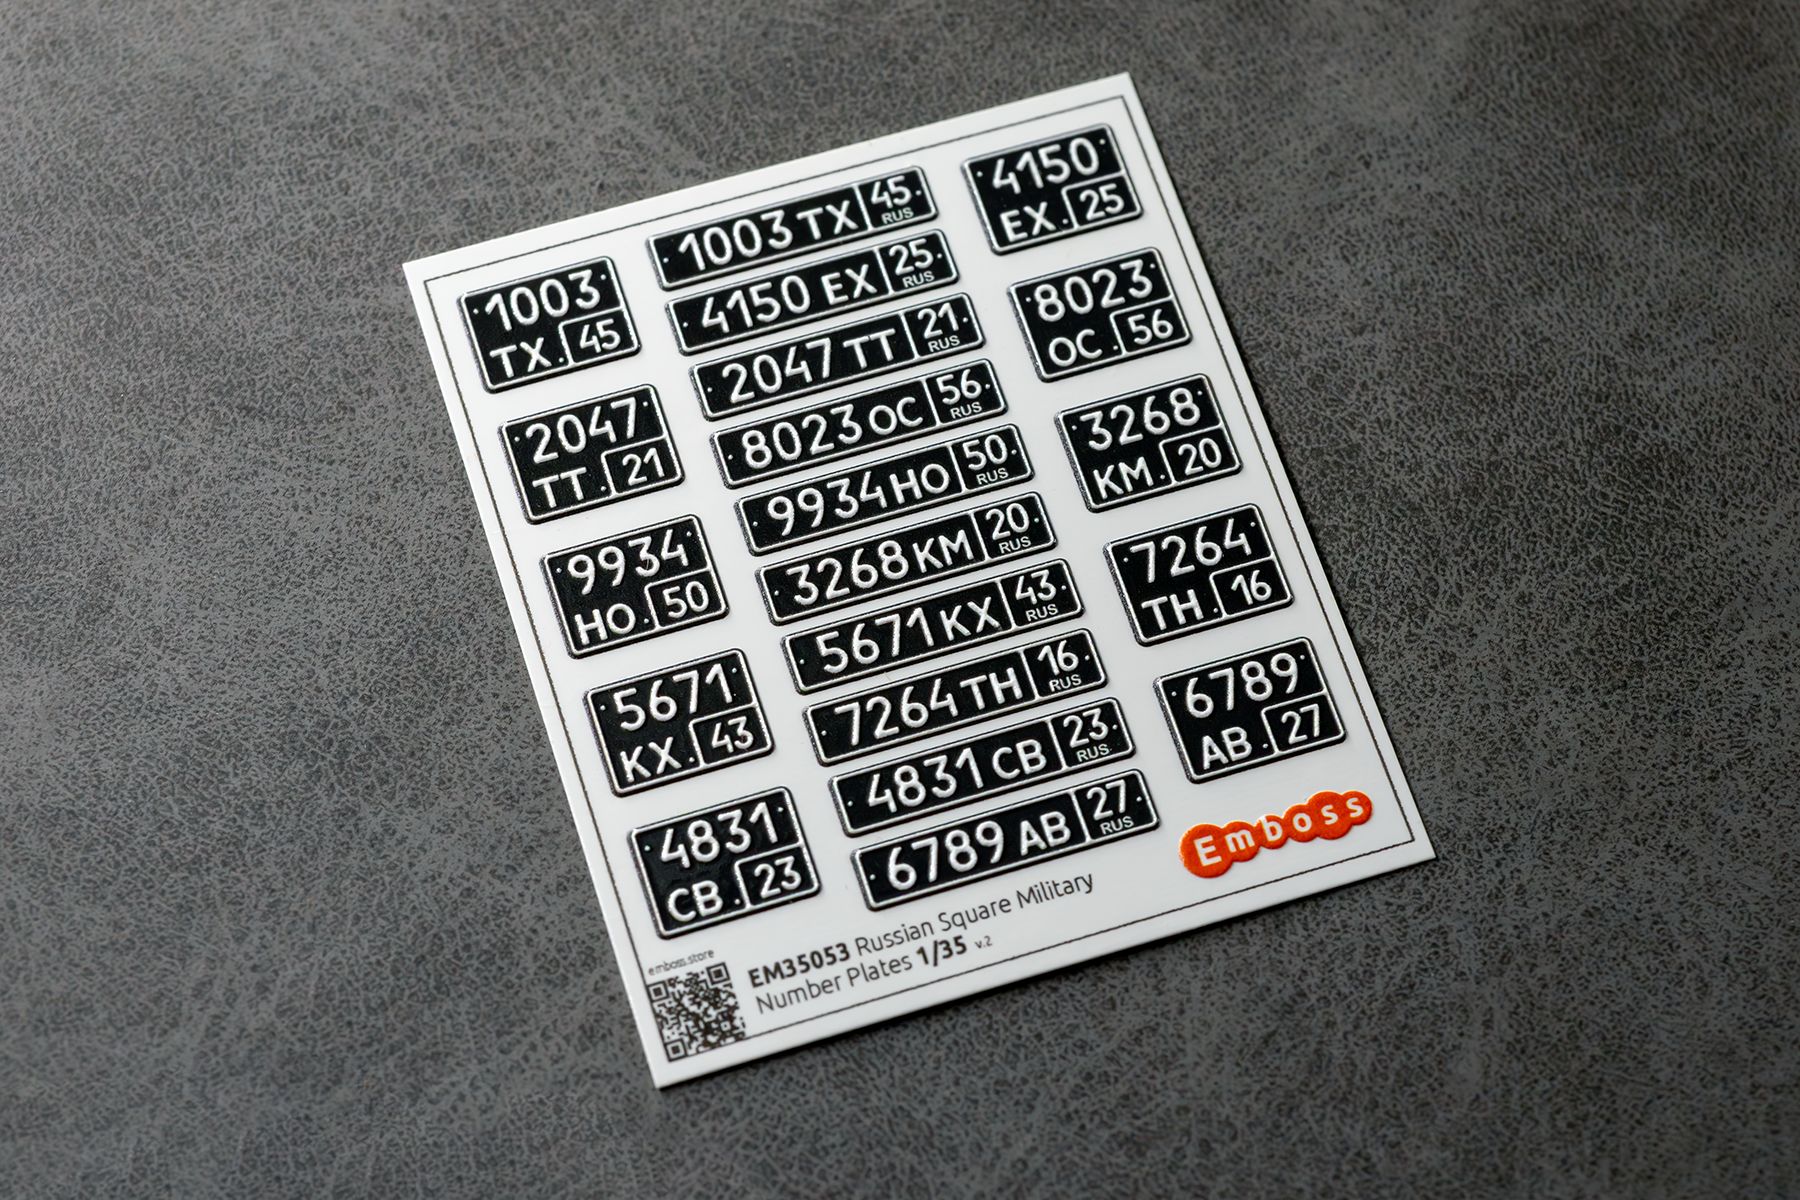 1003
TX 45
2047
TT 21
9934
HO 50
5671
KX 43
4831
CB 23
1003 TX 45 RUS
4150 EX 25 RUS
2047 TT 21 RUS
8023 OC 56 RUS
9934 HO 50 RUS
3268 KM 20 RUS
5671 KX 43 RUS
7264 TH 16 RUS
4831 CB 23 RUS
6789 AB 27 RUS
4150
EX 25
8023
OC 56
3268
KM 20
7264
TH 16
6789
AB 27
Emboss
emboss.store
EM35053 Russian Square Military
Number Plates 1/35 v.2